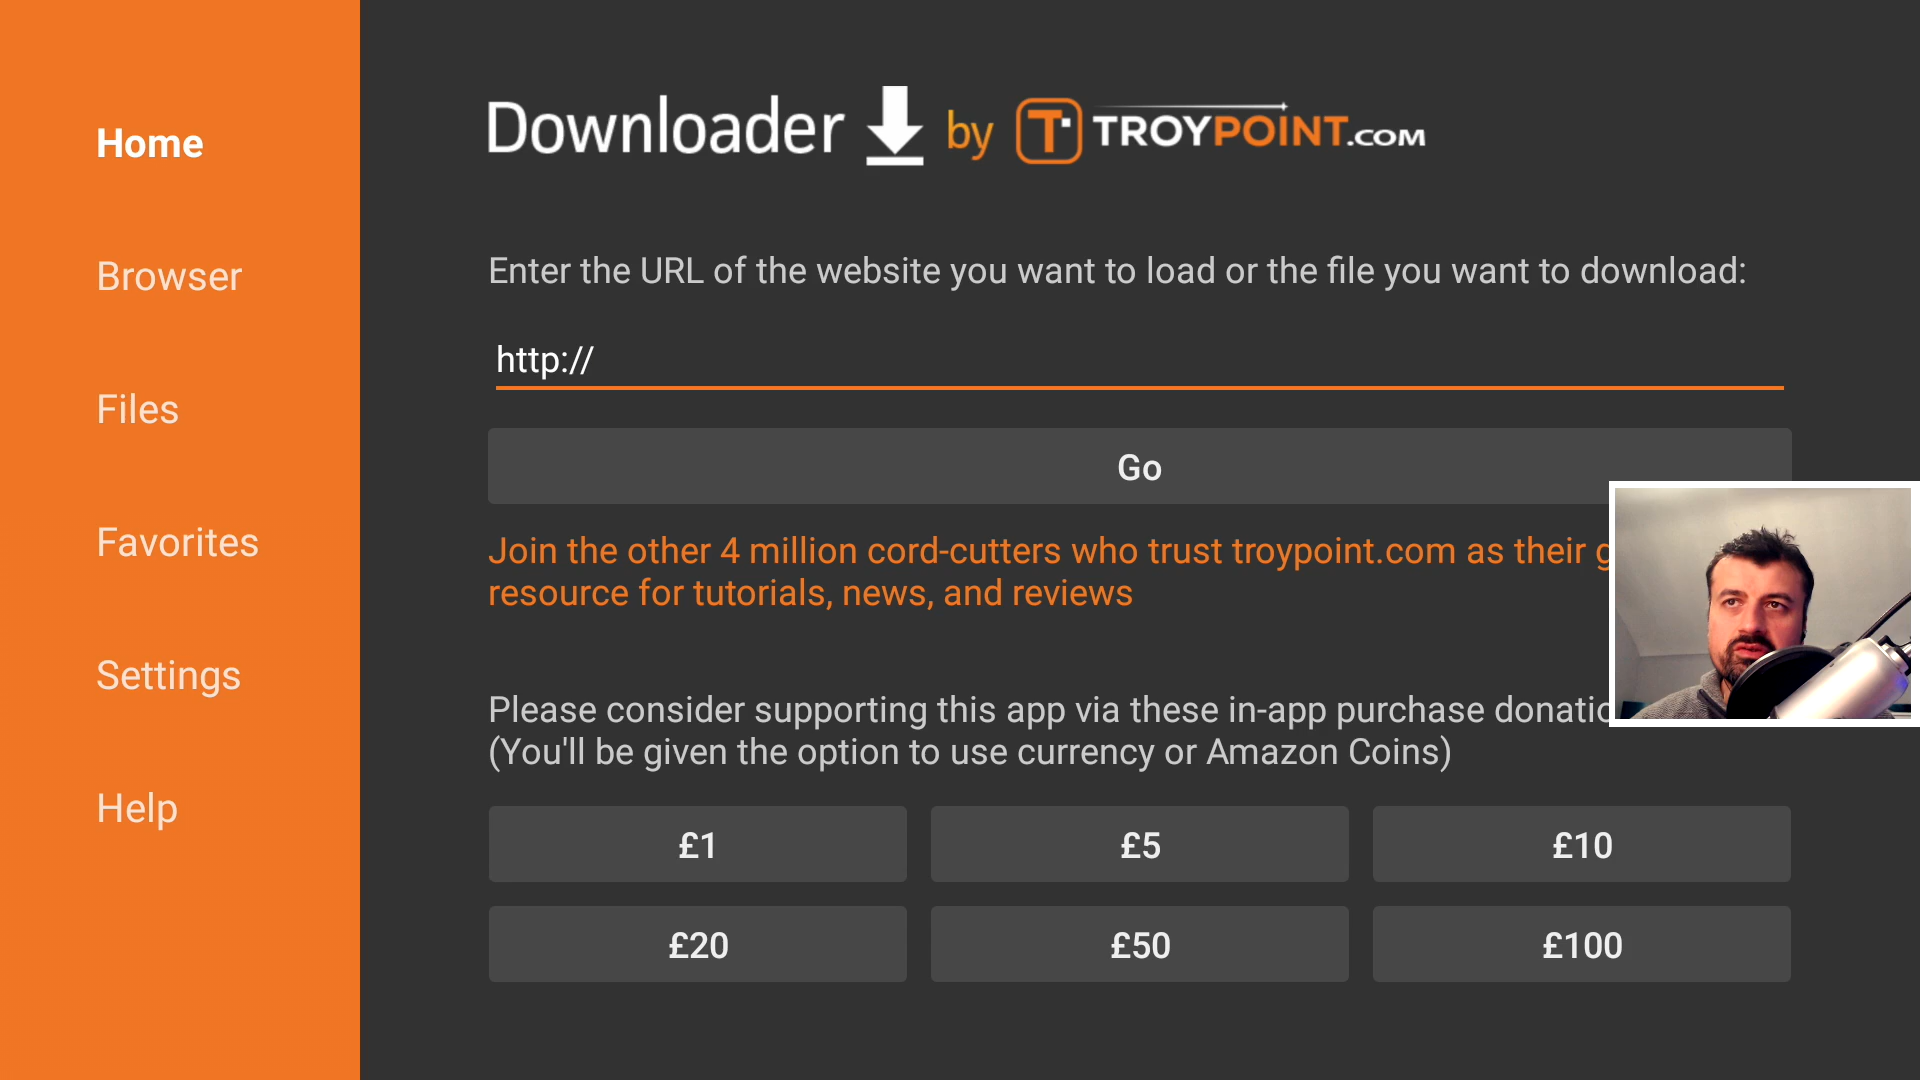 Home
Browser
Files
Favorites
Settings
Help
Downloader by T TROYPOINT.COM
Enter the URL of the website you want to load or the file you want to download:
http://
Go
Join the other 4 million cord-cutters who trust troypoint.com as their
resource for tutorials, news, and reviews
Please consider supporting this app via these in-app purchase
(You'll be given the option to use currency or Amazon Coins)
£1 £5 £10
£20 £50 £100